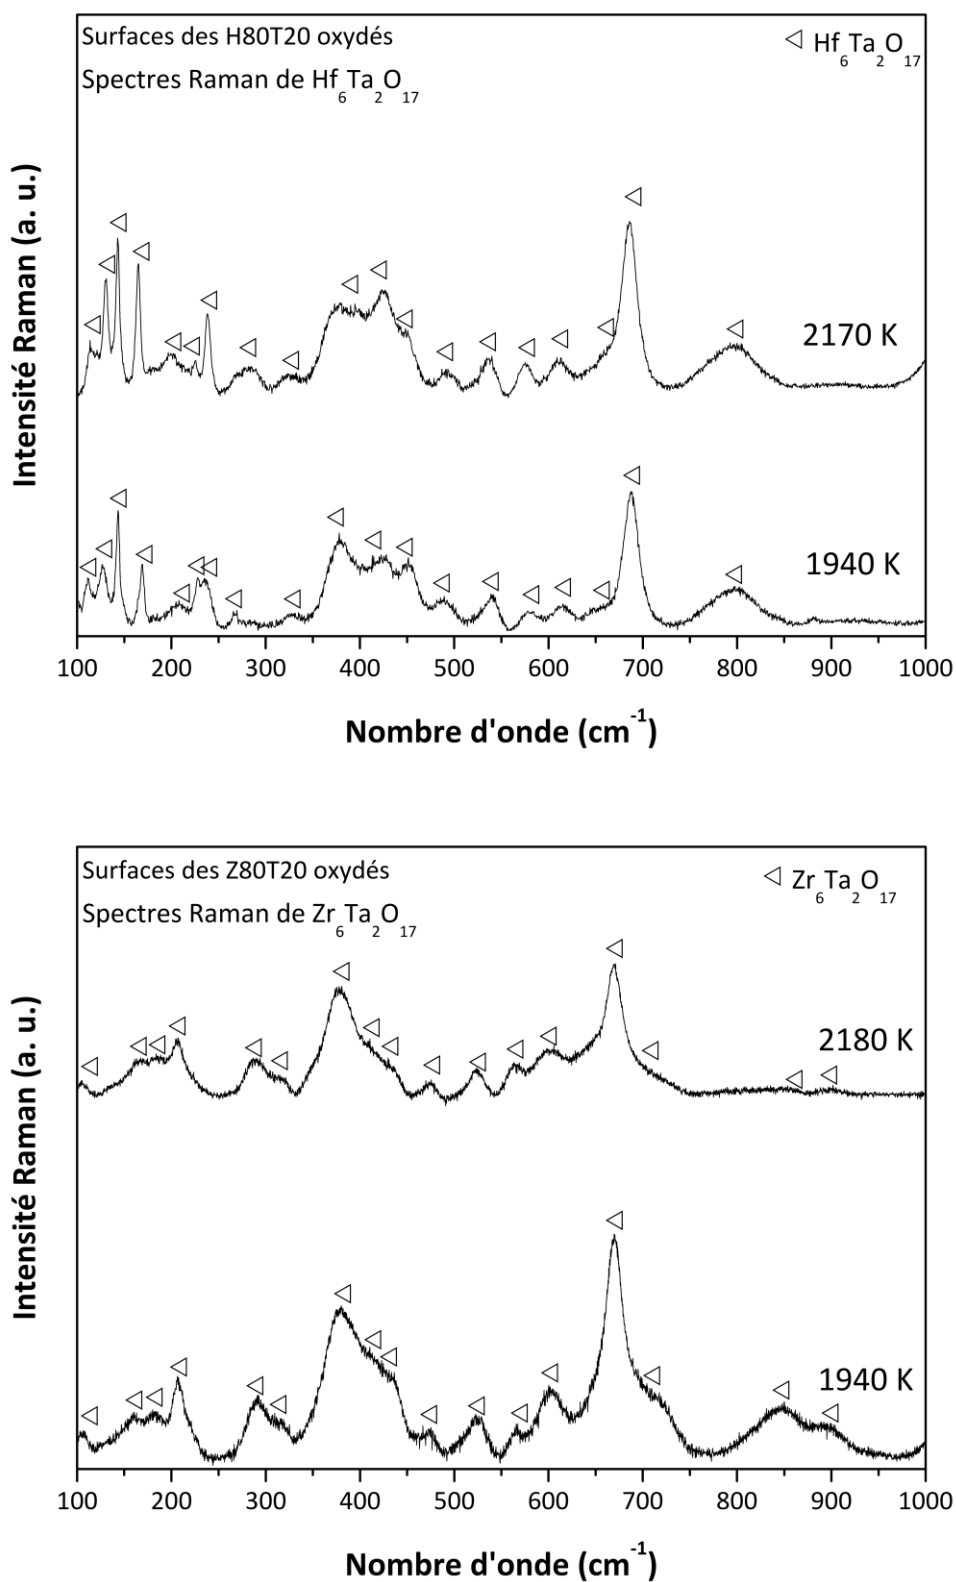 Surfaces des H80T20 oxydés
Spectres Raman de Hf6Ta2O17
◁ Hf6Ta2O17
Intensité Raman (a. u.)
2170 K
1940 K
100 200 300 400 500 600 700 800 900 1000
Nombre d'onde (cm-1)
Surfaces des Z80T20 oxydés
Spectres Raman de Zr6Ta2O17
◁ Zr6Ta2O17
Intensité Raman (a. u.)
2180 K
1940 K
100 200 300 400 500 600 700 800 900 1000
Nombre d'onde (cm-1)